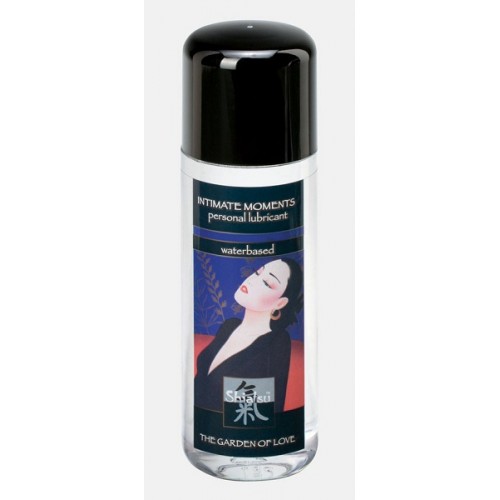 INTIMATE MOMENTS
personal lubricant
waterbased
Shiatsu
氣
THE GARDEN OF LOVE